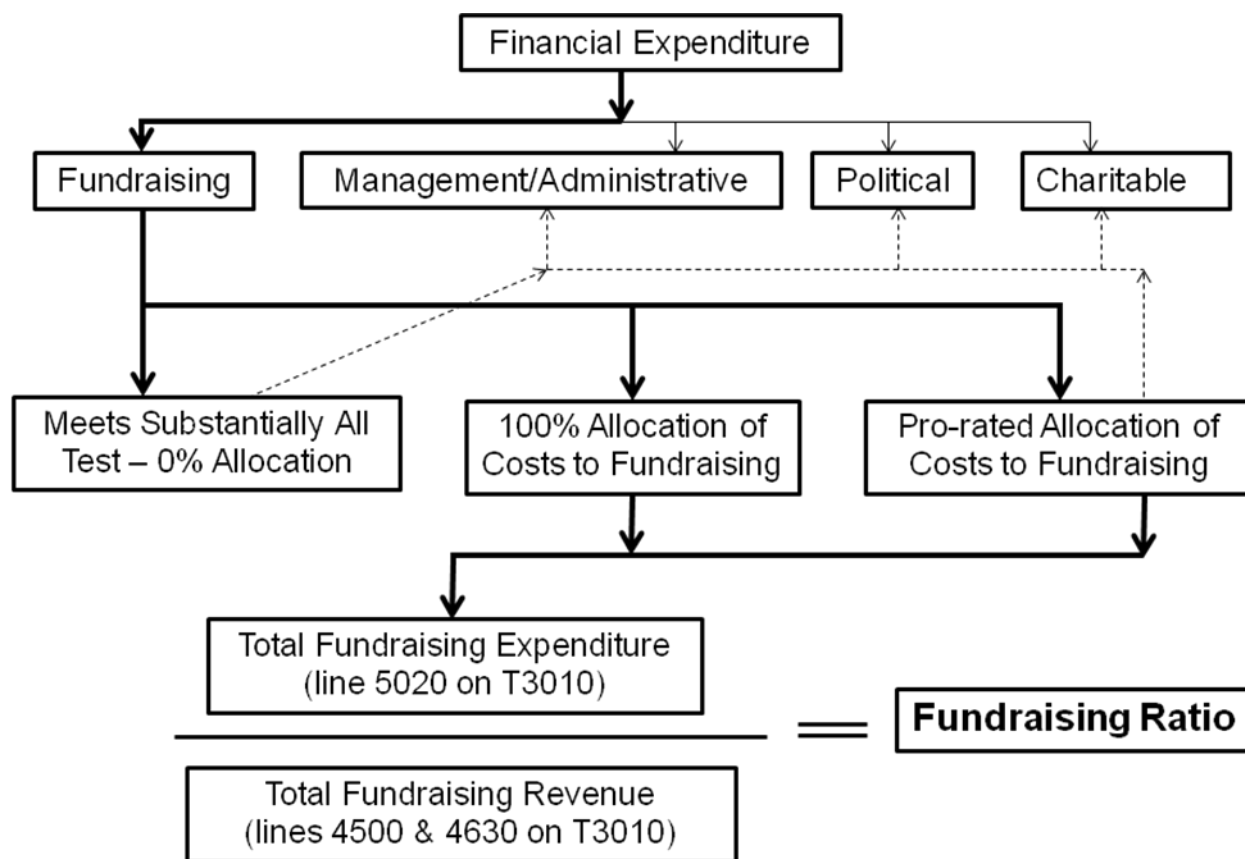 Financial Expenditure
Fundraising
Management/Administrative
Political
Charitable
Meets Substantially All
Test – 0% Allocation
100% Allocation of
Costs to Fundraising
Pro-rated Allocation of
Costs to Fundraising
Total Fundraising Expenditure
(line 5020 on T3010)
=
Fundraising Ratio
Total Fundraising Revenue
(lines 4500 & 4630 on T3010)